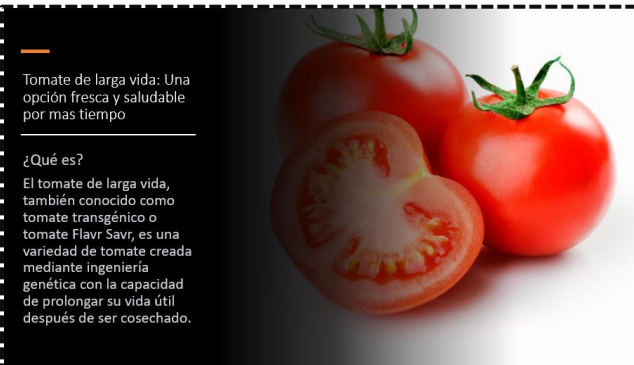 Tomate de larga vida: Una
opción fresca y saludable
por mas tiempo
¿Qué es?
El tomate de larga vida,
también conocido como
tomate transgénico o
tomate Flavr Savr, es una
variedad de tomate creada
mediante ingeniería
genética con la capacidad
de prolongar su vida útil
después de ser cosechado.